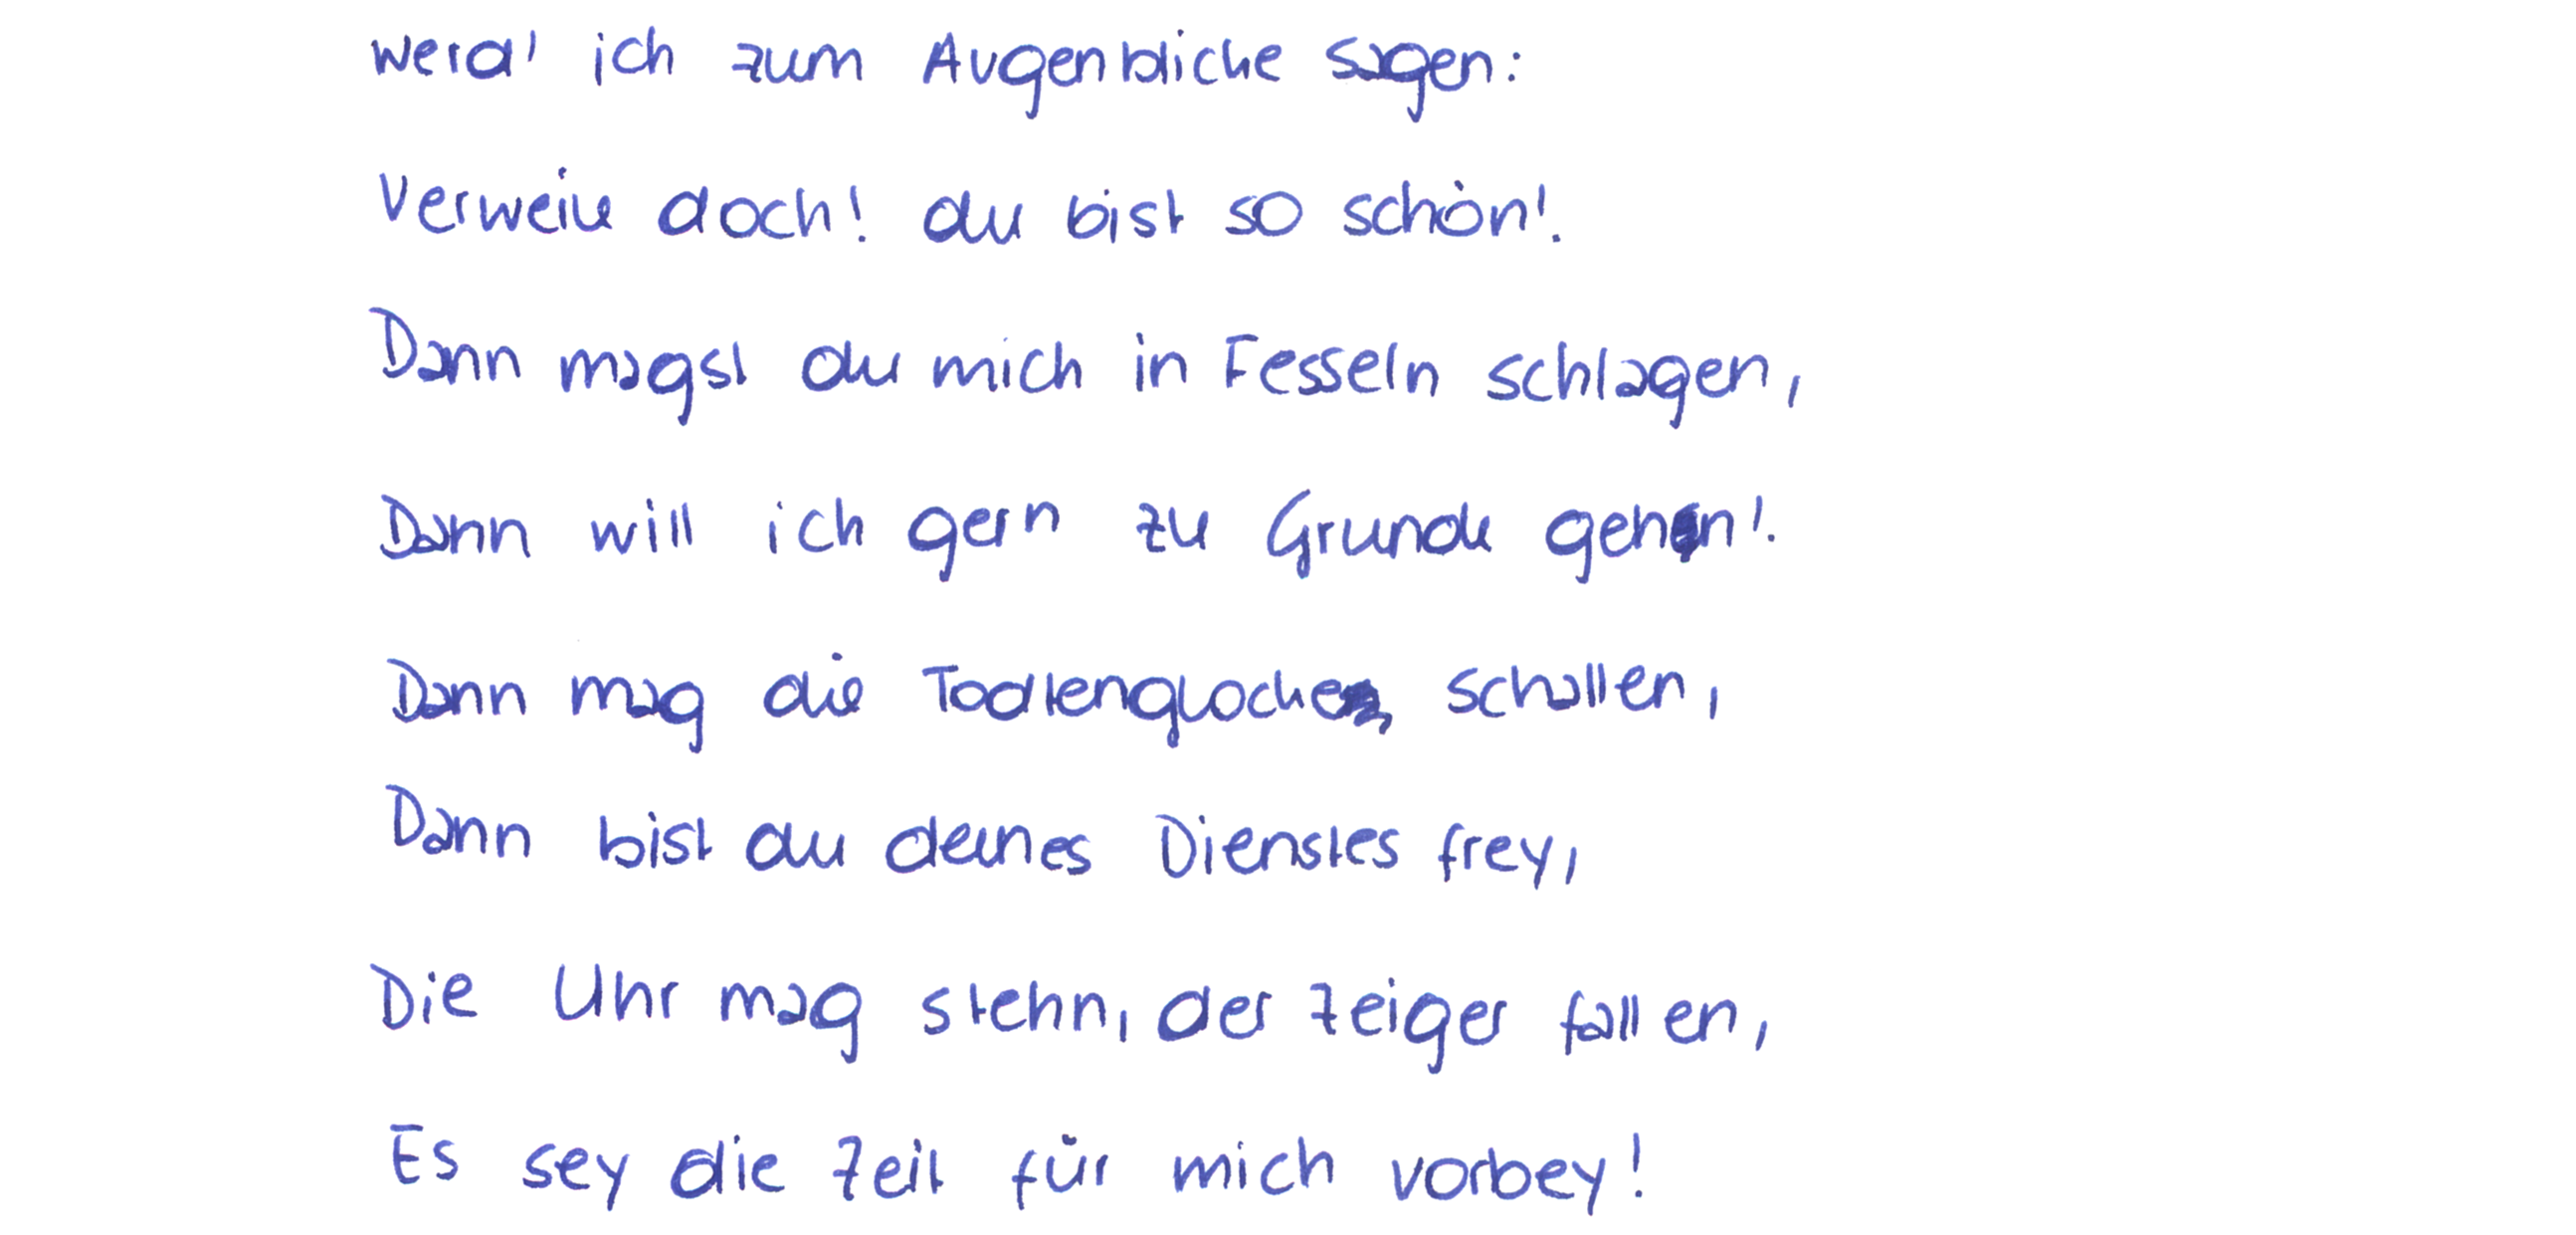 Werd' ich zum Augenblicke sagen:
Verweile doch! du bist so schön!
Dann magst du mich in Fesseln schlagen,
Dann will ich gern zu Grunde gehn!
Dann mag die Todtenglocke schallen,
Dann bist du deines Dienstes frey,
Die Uhr mag stehn, der Zeiger fallen,
Es sey die Zeit für mich vorbey!